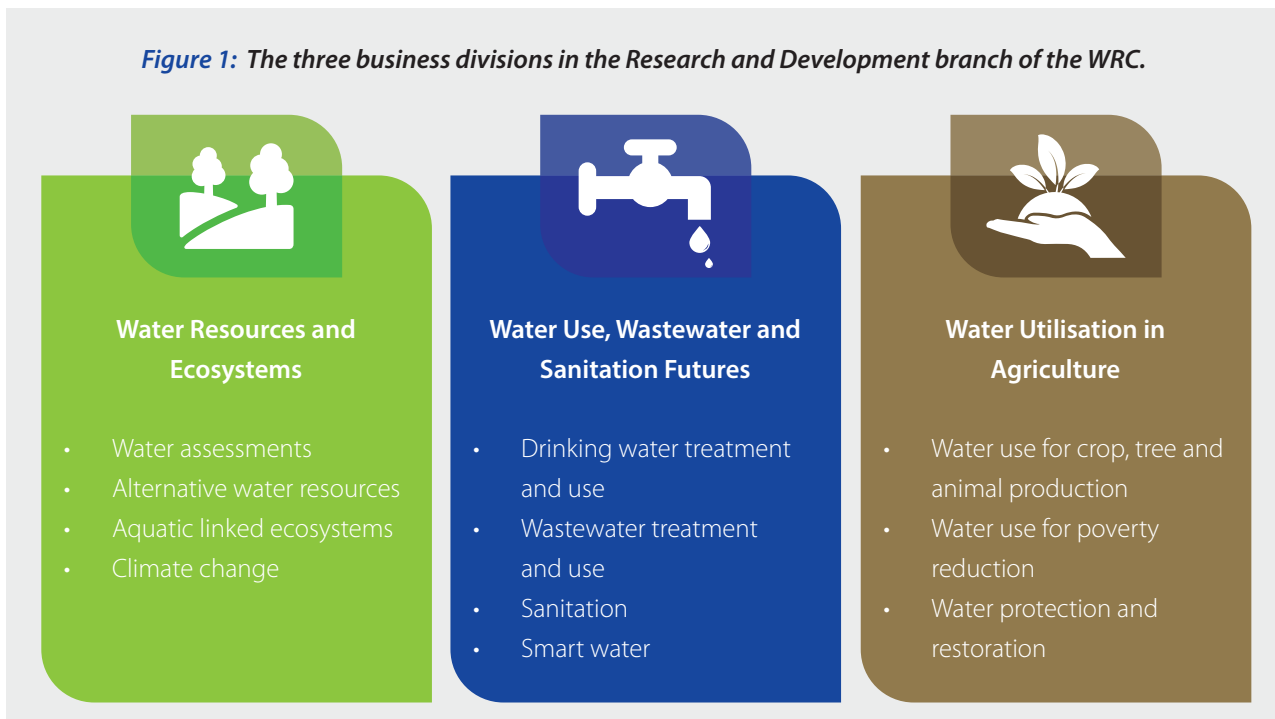 Figure 1: The three business divisions in the Research and Development branch of the WRC.
Water Resources and
Ecosystems
• Water assessments
• Alternative water resources
• Aquatic linked ecosystems
• Climate change
Water Use, Wastewater and
Sanitation Futures
• Drinking water treatment
and use
• Wastewater treatment
and use
• Sanitation
• Smart water
Water Utilisation in
Agriculture
• Water use for crop, tree and
animal production
• Water use for poverty
reduction
• Water protection and
restoration